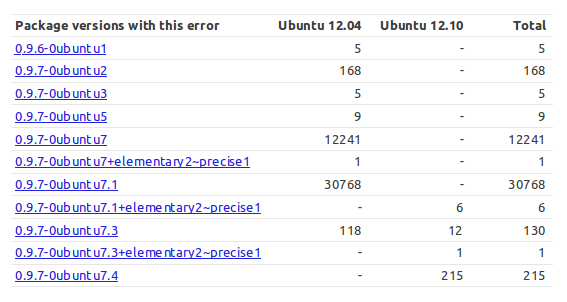 Package versions with this error Ubuntu 12.04 Ubuntu 12.10 Total
0.9.6-0ubuntu1 5 - 5
0.9.7-0ubuntu2 168 - 168
0.9.7-0ubuntu3 5 - 5
0.9.7-0ubuntu5 9 - 9
0.9.7-0ubuntu7 12241 - 12241
0.9.7-0ubuntu7+elementary2~precise1 1 - 1
0.9.7-0ubuntu7.1 30768 - 30768
0.9.7-0ubuntu7.1+elementary2~precise1 - 6 6
0.9.7-0ubuntu7.3 118 12 130
0.9.7-0ubuntu7.3+elementary2~precise1 - 1 1
0.9.7-0ubuntu7.4 - 215 215